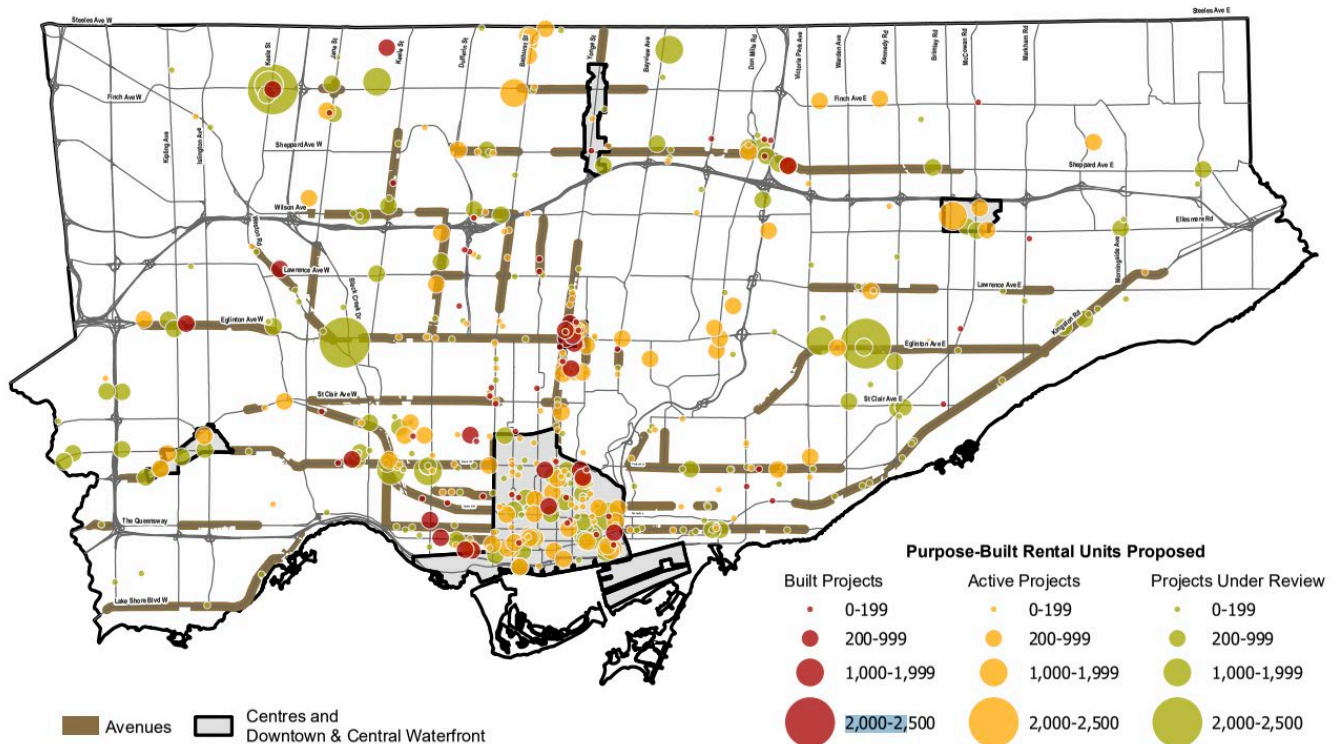 Steeles Ave W
Steeles Ave E
Keele St
Jane St
Keele St
Dufferin St
Bathurst St
Yonge St
Bayview Ave
Don Mills Rd
Victoria Park Ave
Warden Ave
Kennedy Rd
Brimley Rd
McCowan Rd
Markham Rd
Finch Ave W
Finch Ave E
Kipling Ave
Islington Ave
Sheppard Ave W
Sheppard Ave E
Wilson Ave
Ellesmere Rd
Weston Rd
Morningside Ave
Lawrence Ave W
Black Creek Dr
Lawrence Ave E
Eglinton Ave W
Kingston Rd
Eglinton Ave E
St Clair Ave W
St Clair Ave E
The Queensway
Lake Shore Blvd W
Purpose-Built Rental Units Proposed
Built Projects Active Projects Projects Under Review
0-199 0-199 0-199
200-999 200-999 200-999
1,000-1,999 1,000-1,999 1,000-1,999
2,000-2,500 2,000-2,500 2,000-2,500
Avenues
Centres and
Downtown & Central Waterfront